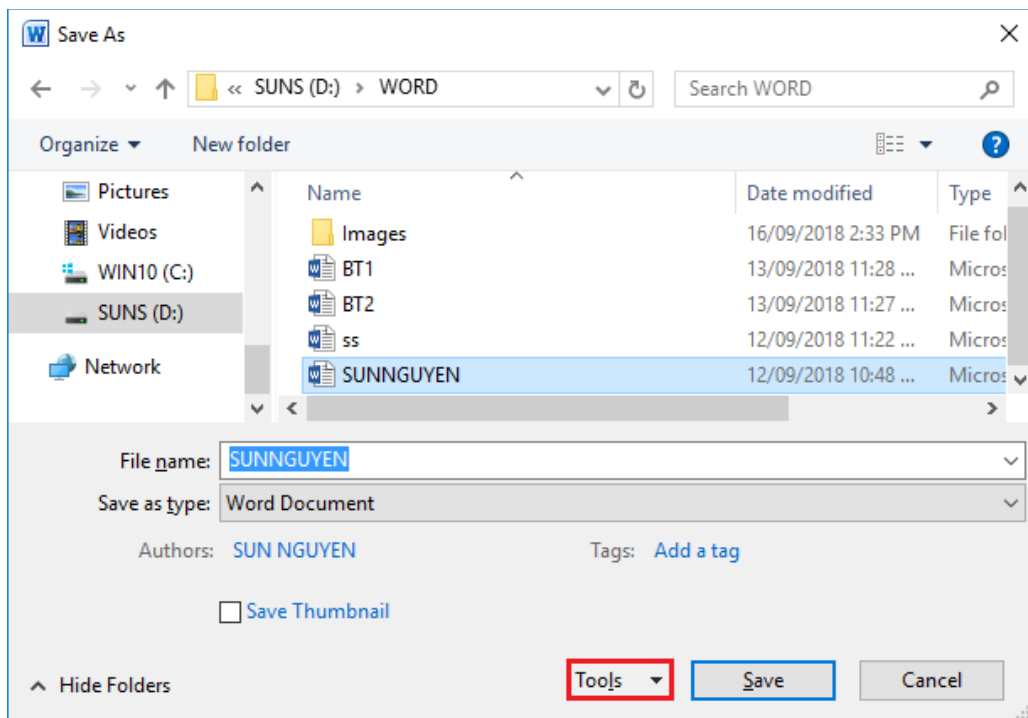 Save As
« SUNS (D:) › WORD
Search WORD
Organize
New folder
Pictures
Videos
WIN10 (C:)
SUNS (D:)
Network
Name Date modified Type
Images 16/09/2018 2:33 PM File fol
BT1 13/09/2018 11:28 ... Micros
BT2 13/09/2018 11:27 ... Micros
ss 12/09/2018 11:22 ... Micros
SUNNGUYEN 12/09/2018 10:48 ... Micros
File name: SUNNGUYEN
Save as type: Word Document
Authors: SUN NGUYEN Tags: Add a tag
Save Thumbnail
Hide Folders
Tools Save Cancel